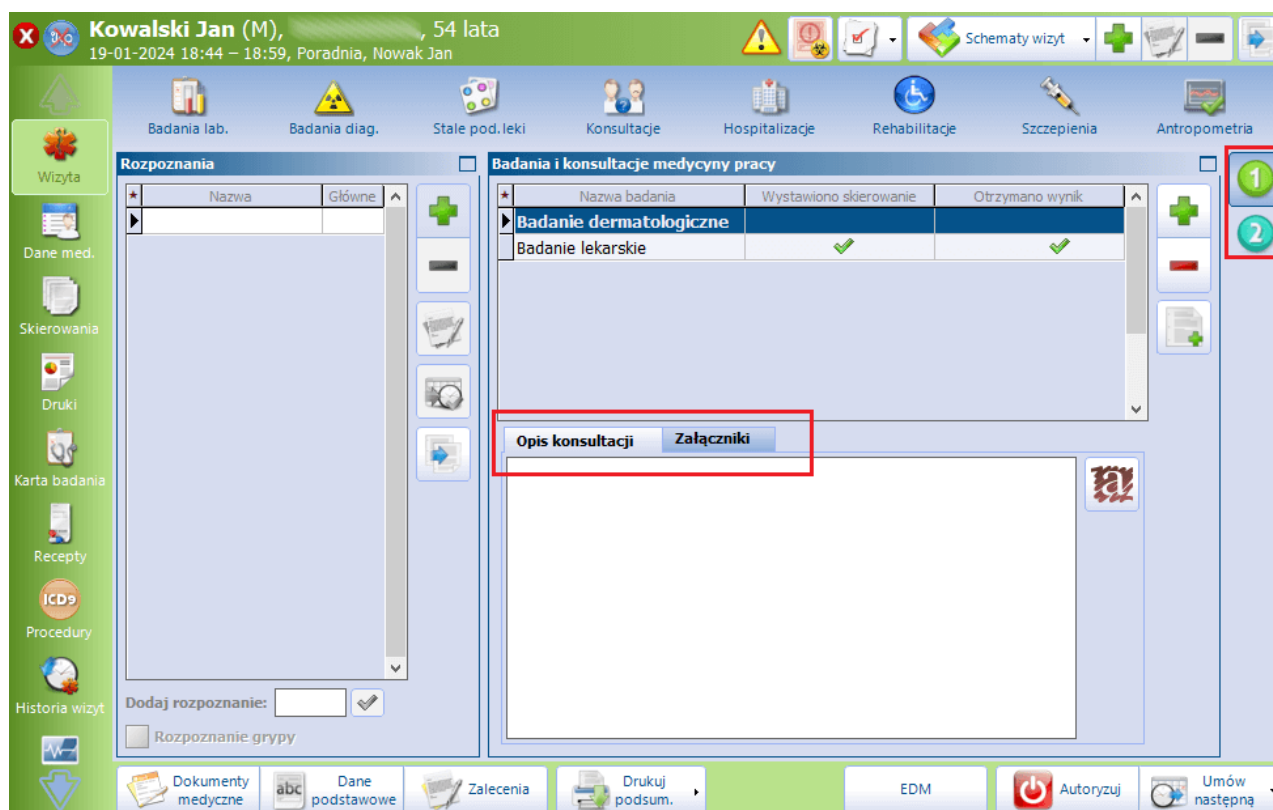 Kowalski Jan (M), , 54 lata
19-01-2024 18:44 – 18:59, Poradnia, Nowak Jan
Schematy wizyt
Badania lab.
Badania diag.
Stale pod.leki
Konsultacje
Hospitalizacje
Rehabilitacje
Szczepienia
Antropometria
Wizyta
Dane med.
Skierowania
Druki
Karta badania
Recepty
ICD9
Procedury
Historia wizyt
Rozpoznania
* Nazwa Główne
Dodaj rozpoznanie:
Rozpoznanie grypy
Badania i konsultacje medycyny pracy
* Nazwa badania Wystawiono skierowanie Otrzymano wynik
Badanie dermatologiczne
Badanie lekarskie
1
2
Opis konsultacji Załączniki
a
Dokumenty
medyczne
abc
Dane
podstawowe
Zalecenia
Drukuj
podsum.
EDM
Autoryzuj
Umów
następną